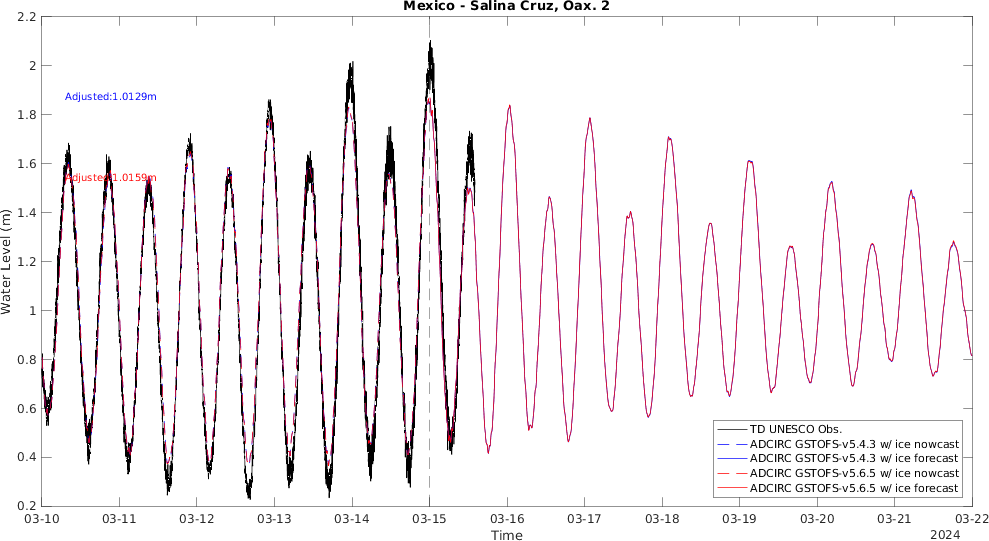 Mexico - Salina Cruz, Oax. 2
2.2
2
1.8
1.6
1.4
1.2
1
0.8
0.6
0.4
0.2
Water Level (m)
Adjusted:1.0129m
Adjusted:1.0159m
TD UNESCO Obs.
ADCIRC GSTOFS-v5.4.3 w/ ice nowcast
ADCIRC GSTOFS-v5.4.3 w/ ice forecast
ADCIRC GSTOFS-v5.6.5 w/ ice nowcast
ADCIRC GSTOFS-v5.6.5 w/ ice forecast
03-10 03-11 03-12 03-13 03-14 03-15 03-16 03-17 03-18 03-19 03-20 03-21 03-22
Time
2024